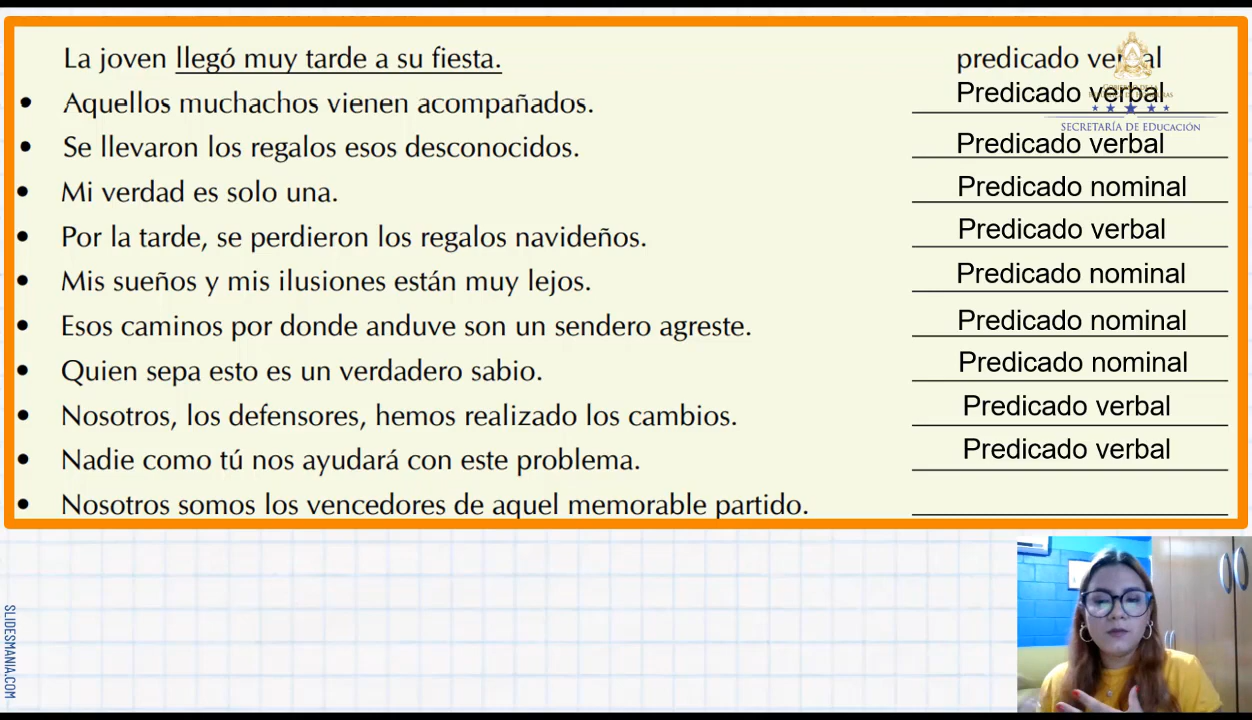 La joven llegó muy tarde a su fiesta. predicado verbal
Aquellos muchachos vienen acompañados. Predicado verbal
SECRETARÍA DE EDUCACIÓN
Se llevaron los regalos esos desconocidos. Predicado verbal
Mi verdad es solo una. Predicado nominal
Por la tarde, se perdieron los regalos navideños. Predicado verbal
Mis sueños y mis ilusiones están muy lejos. Predicado nominal
Esos caminos por donde anduve son un sendero agreste. Predicado nominal
Quien sepa esto es un verdadero sabio. Predicado nominal
Nosotros, los defensores, hemos realizado los cambios. Predicado verbal
Nadie como tú nos ayudará con este problema. Predicado verbal
Nosotros somos los vencedores de aquel memorable partido.
SLIDESMANIA.COM